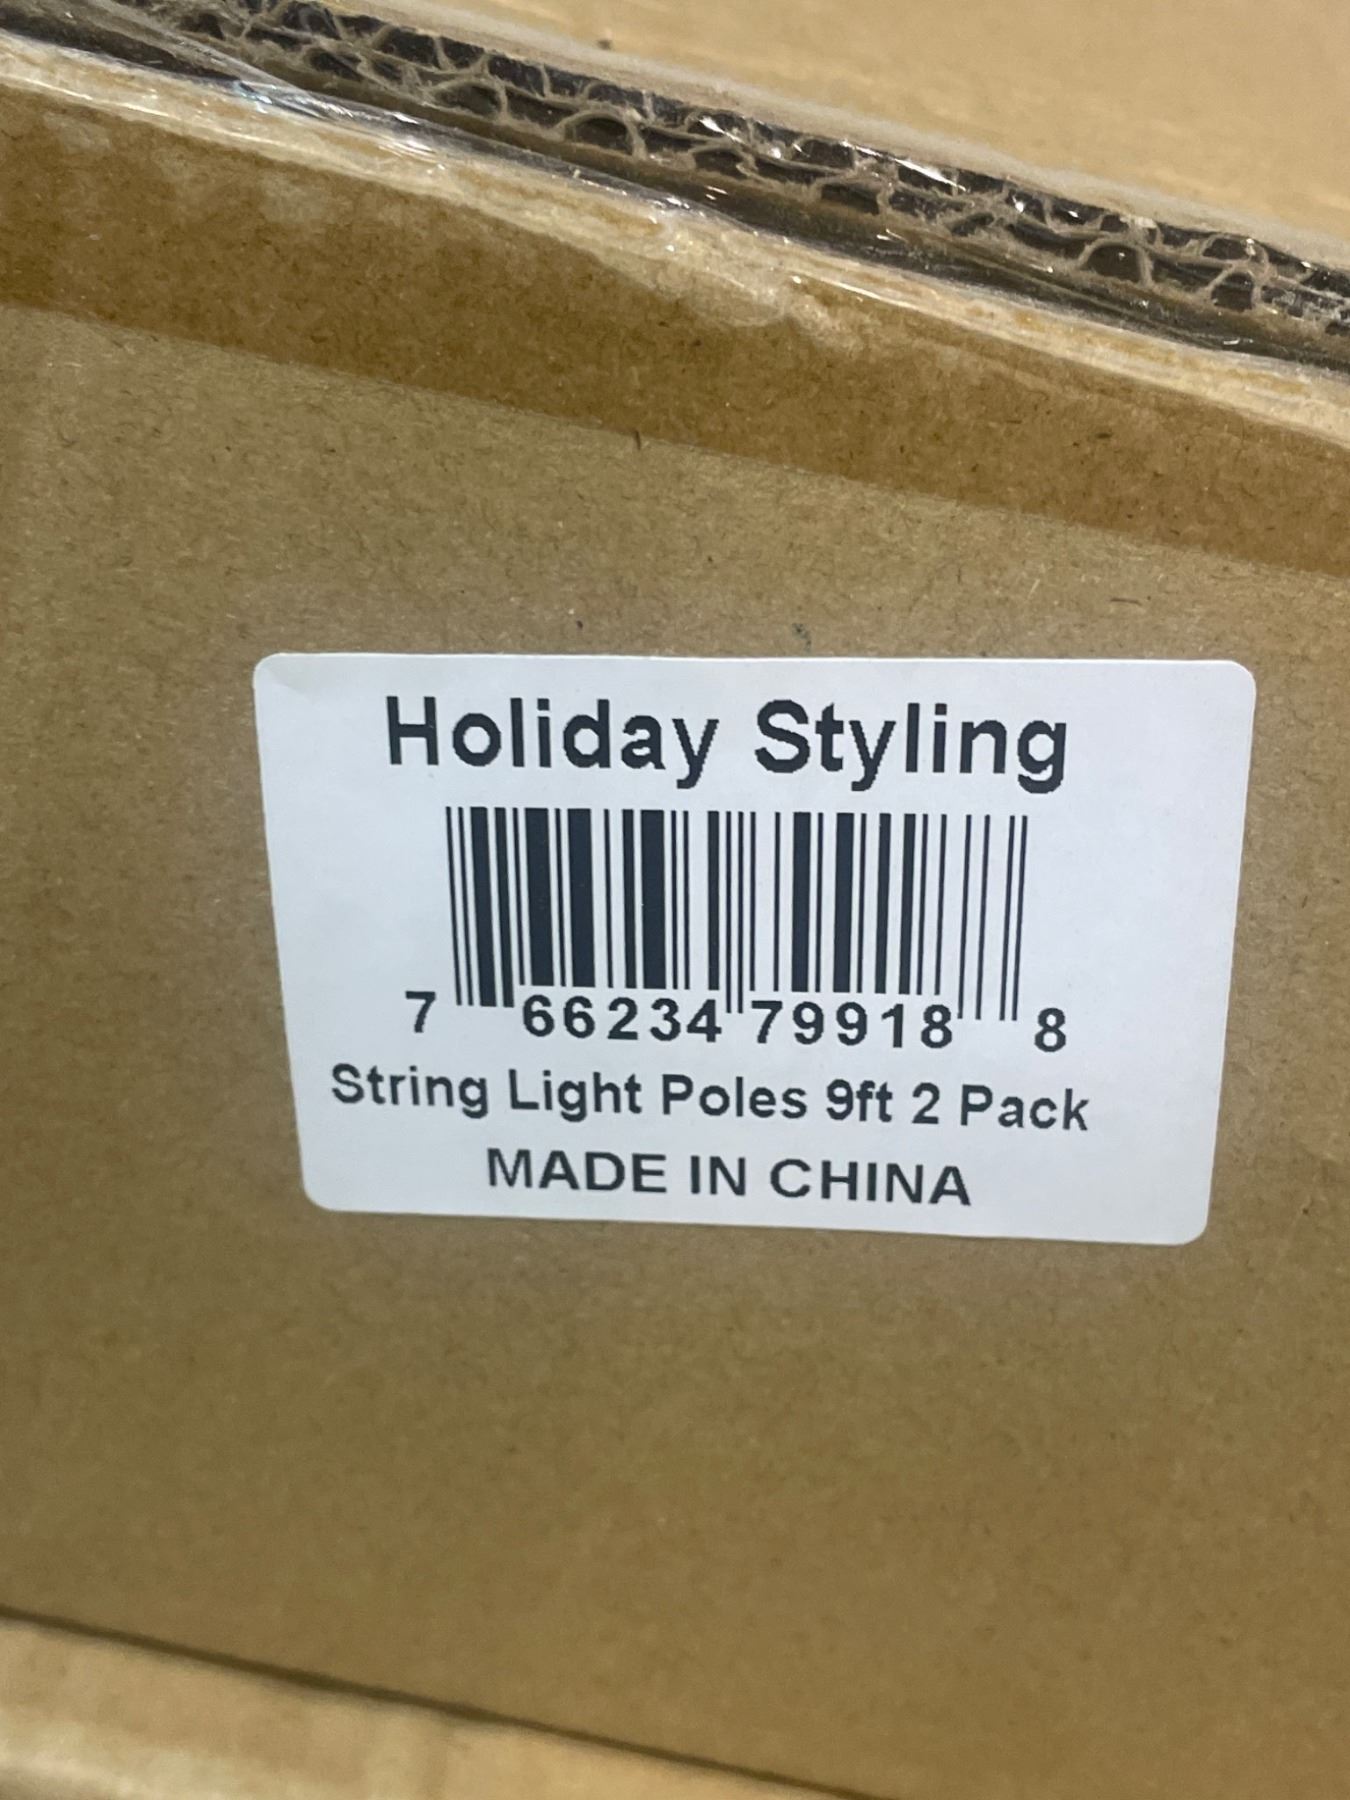 Holiday Styling
7 66234 79918 8
String Light Poles 9ft 2 Pack
MADE IN CHINA